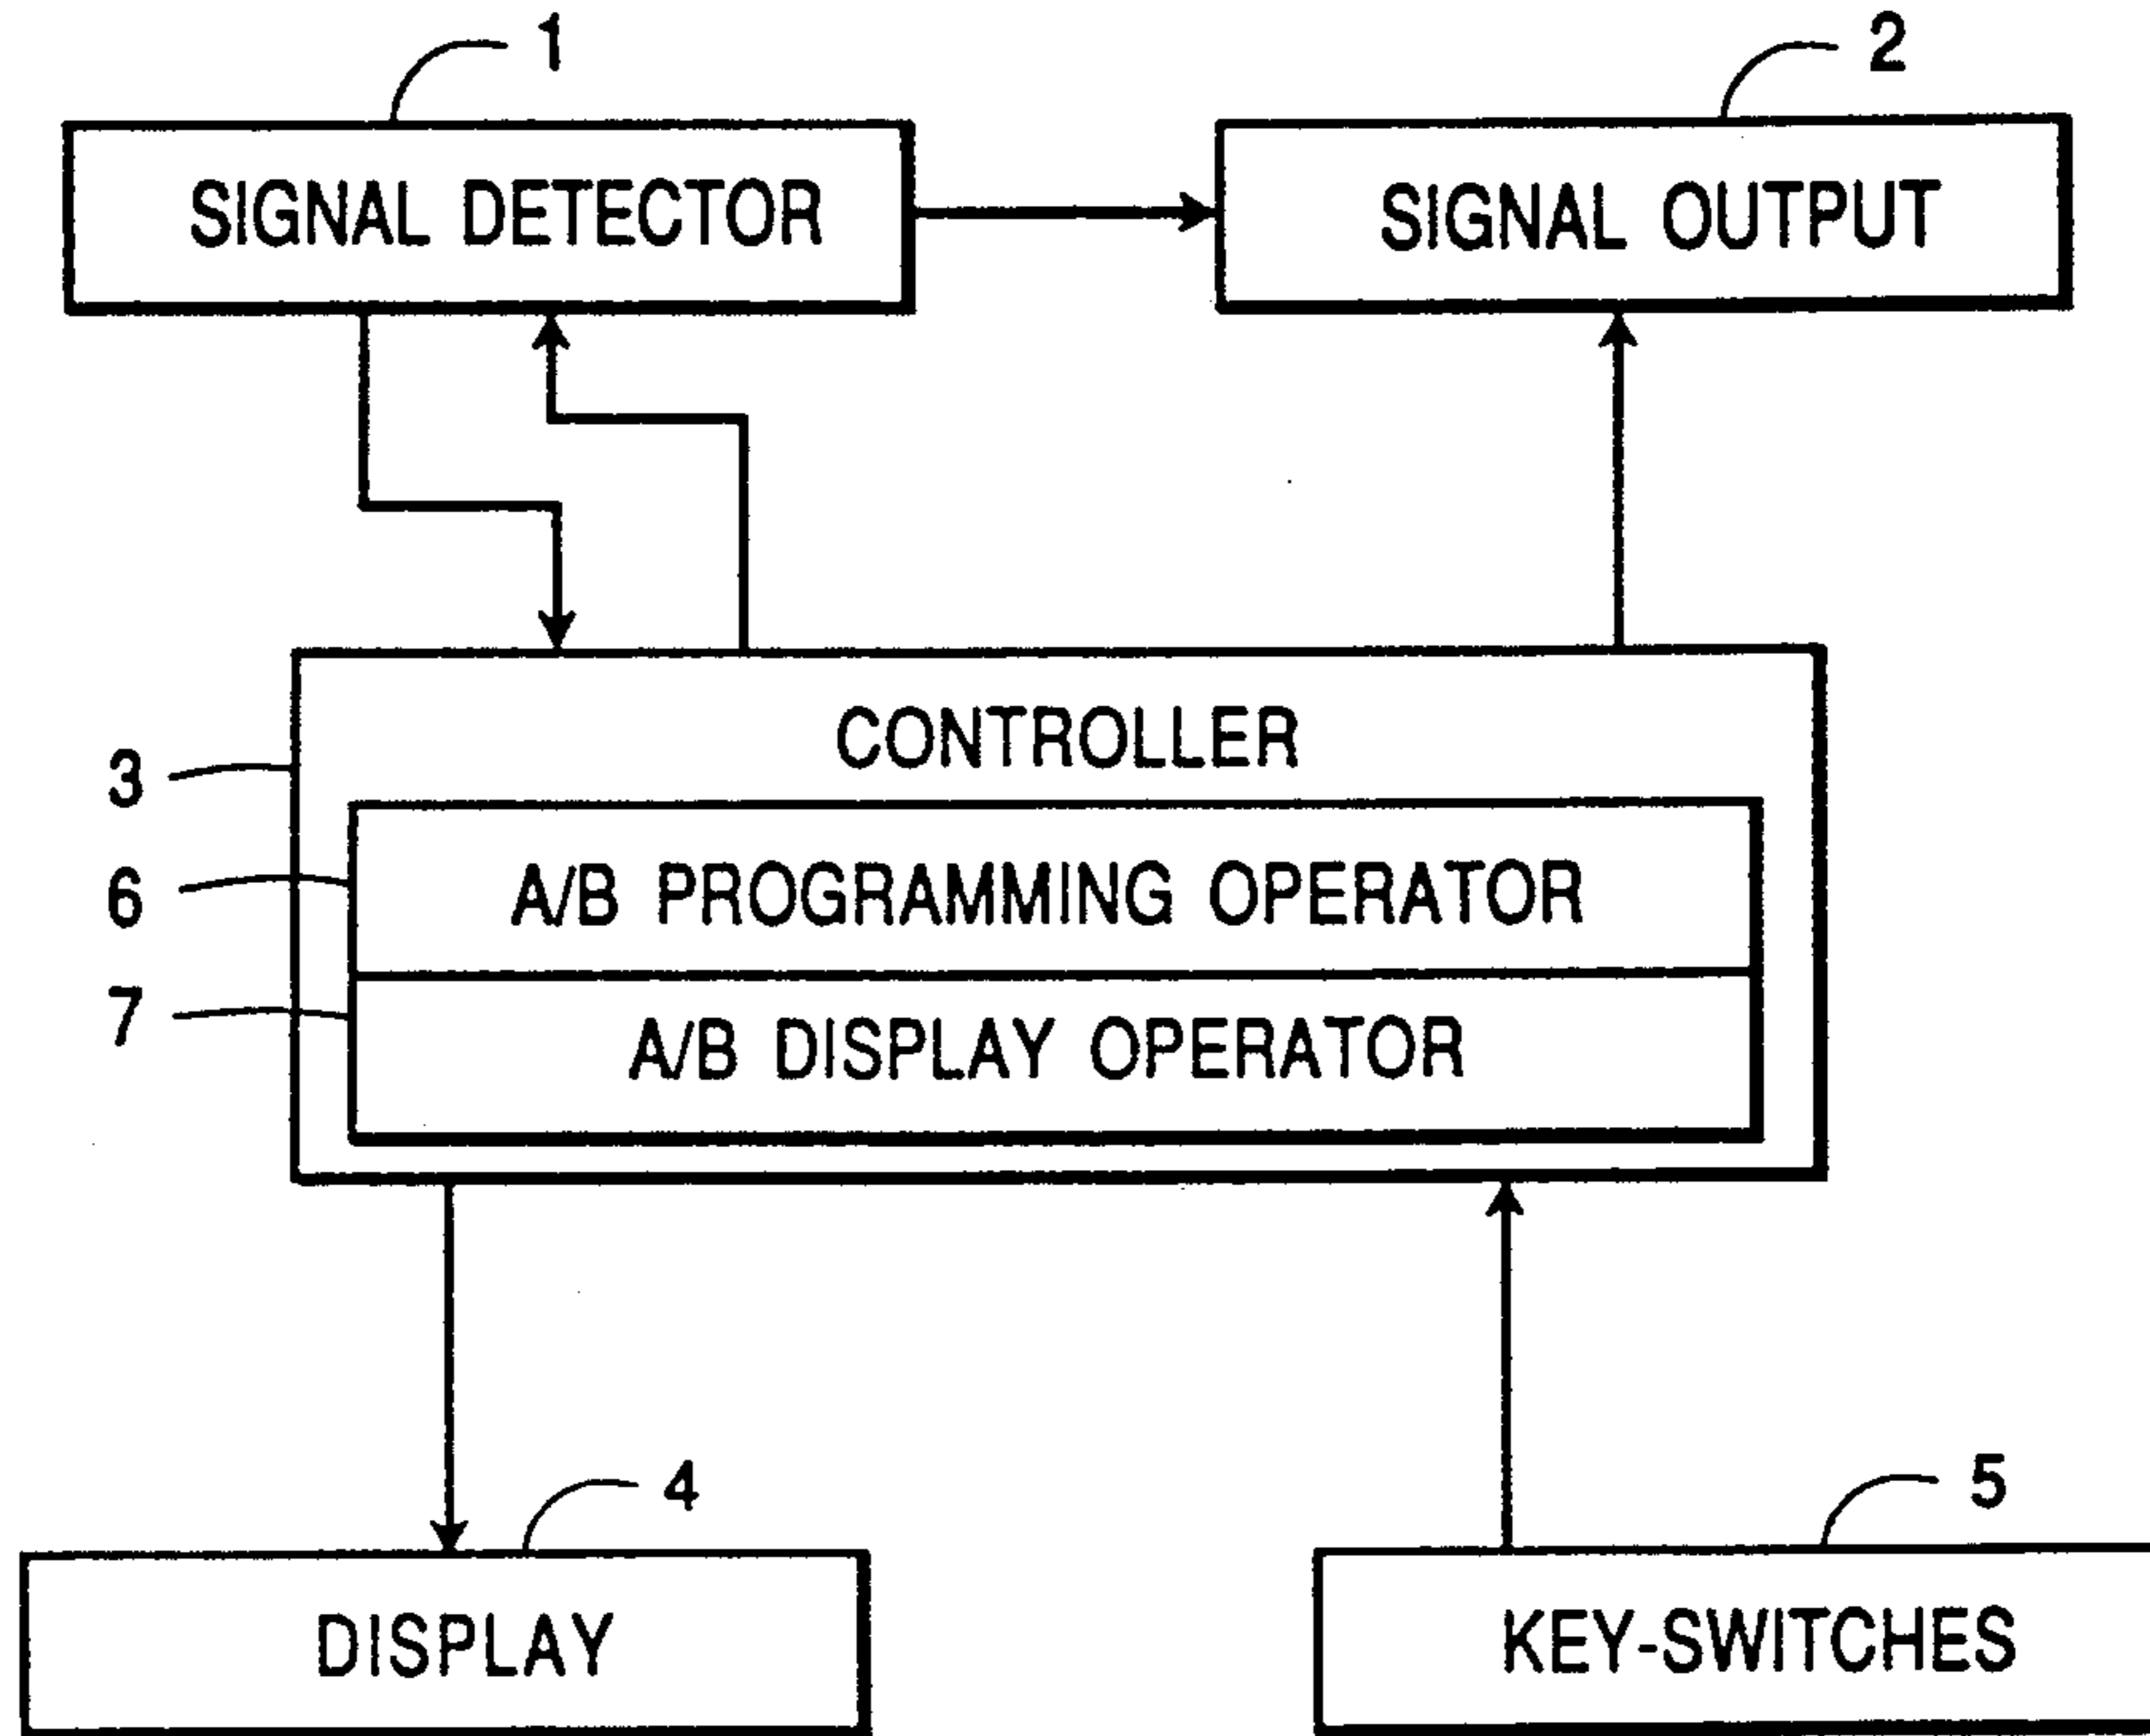 1
2
SIGNAL DETECTOR
SIGNAL OUTPUT
CONTROLLER
3
A/B PROGRAMMING OPERATOR
6
A/B DISPLAY OPERATOR
7
4
5
DISPLAY
KEY-SWITCHES